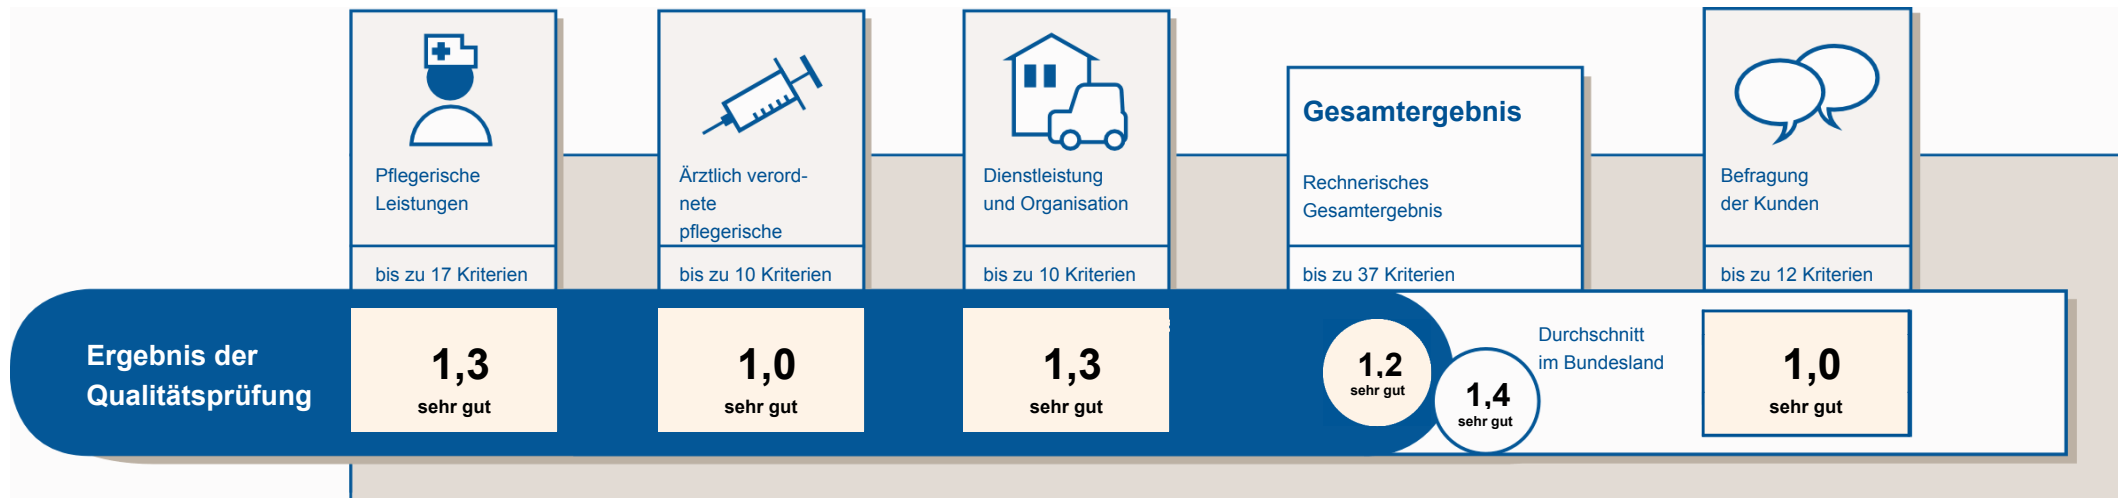 Pflegerische
Leistungen
bis zu 17 Kriterien
Ärztlich verord-
nete
pflegerische
bis zu 10 Kriterien
Dienstleistung
und Organisation
bis zu 10 Kriterien
Gesamtergebnis
Rechnerisches
Gesamtergebnis
bis zu 37 Kriterien
Befragung
der Kunden
bis zu 12 Kriterien
Ergebnis der
Qualitätsprüfung
1,3
sehr gut
1,0
sehr gut
1,3
sehr gut
1,2
sehr gut
1,4
sehr gut
Durchschnitt
im Bundesland
1,0
sehr gut